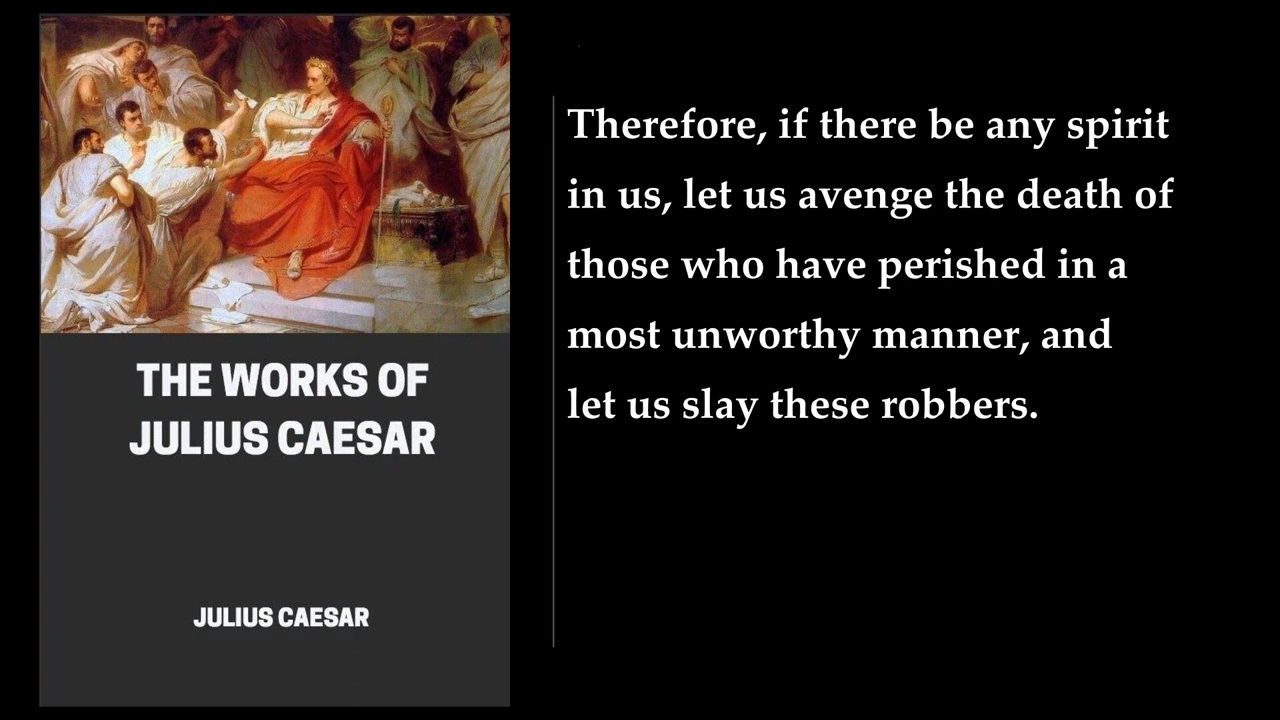 THE WORKS OF
JULIUS CAESAR
JULIUS CAESAR
Therefore, if there be any spirit
in us, let us avenge the death of
those who have perished in a
most unworthy manner, and
let us slay these robbers.